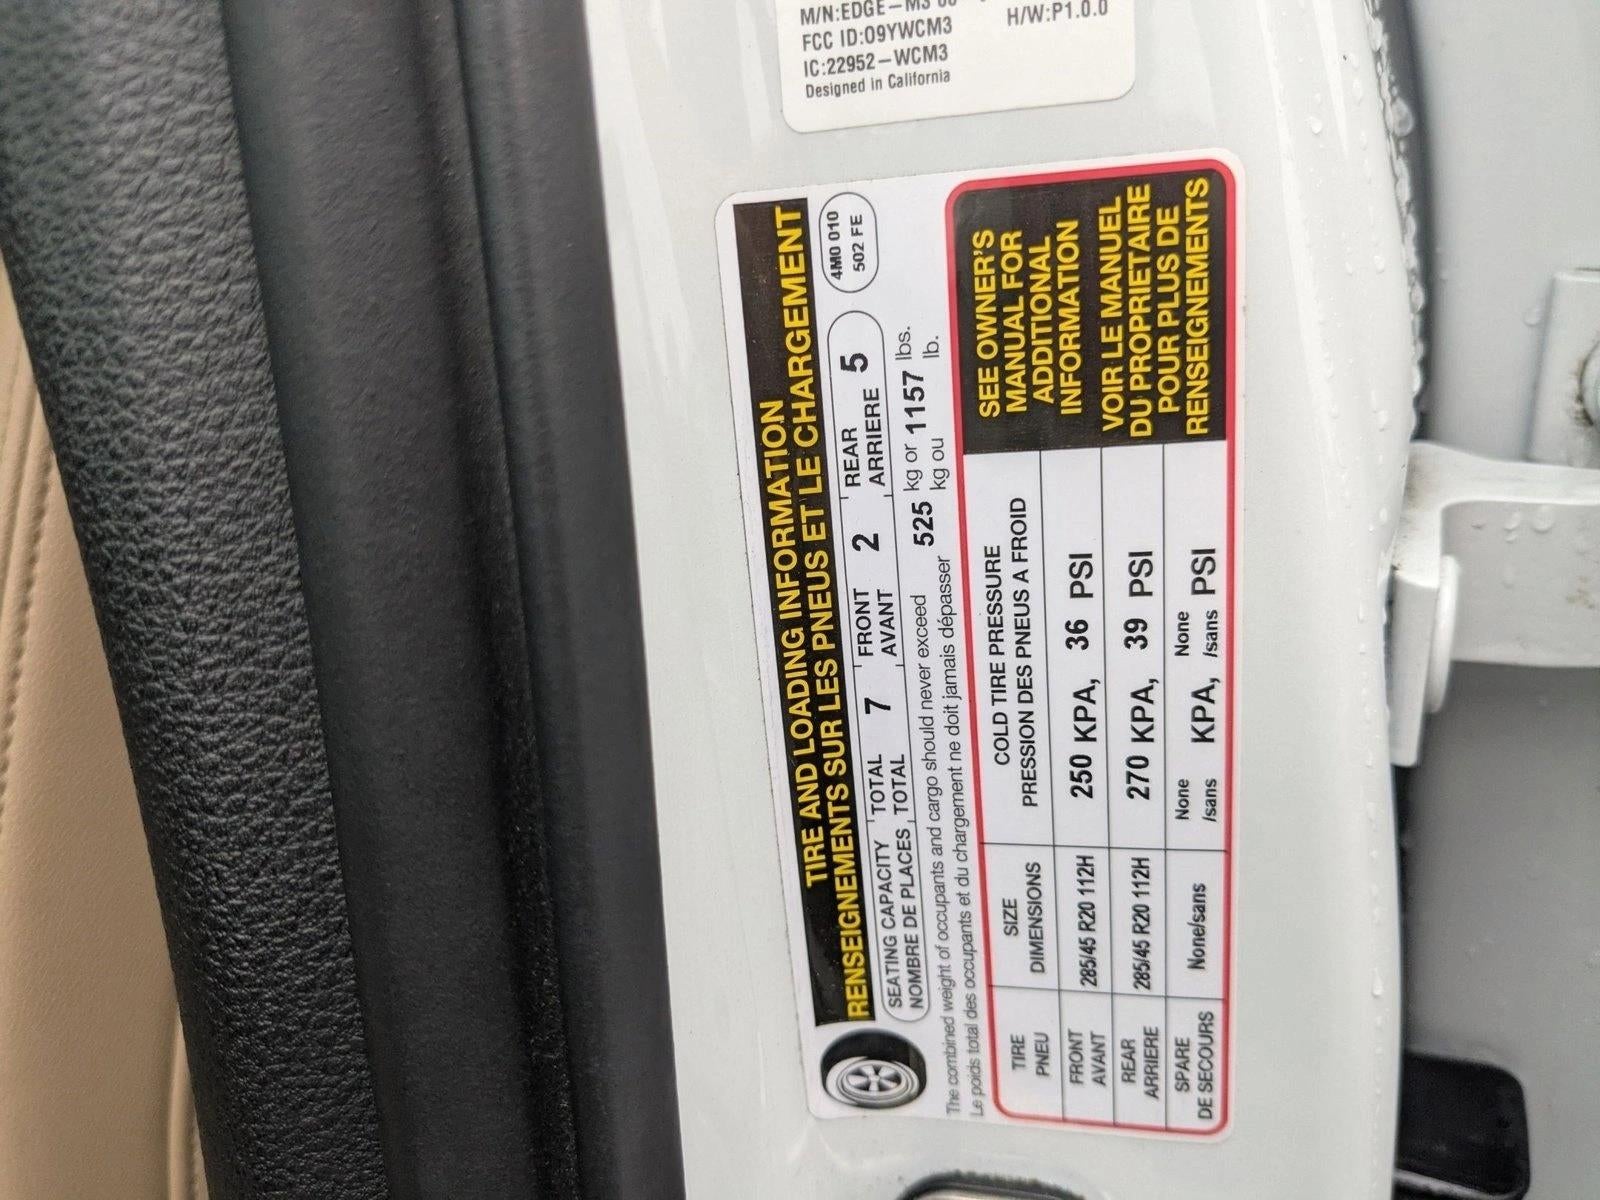 M/N:EDGE-M3
H/W:P1.0.0
FCC ID:O9YWCM3
IC:22952-WCM3
Designed in California
TIRE AND LOADING INFORMATION
RENSEIGNEMENTS SUR LES PNEUS ET LE CHARGEMENT
SEATING CAPACITY TOTAL 7 FRONT 2 REAR 5
NOMBRE DE PLACES TOTAL AVANT ARRIERE
4M0 010
502 FE
The combined weight of occupants and cargo should never exceed 525 kg or 1157 lbs.
Le poids total des occupants et du chargement ne doit jamais dépasser kg ou lb.
TIRE SIZE COLD TIRE PRESSURE
PNEU DIMENSIONS PRESSION DES PNEUS A FROID
FRONT 285/45 R20 112H 250 KPA, 36 PSI
AVANT
REAR 285/45 R20 112H 270 KPA, 39 PSI
ARRIERE
SPARE None/sans None KPA, None PSI
DE SECOURS /sans /sans
SEE OWNER'S
MANUAL FOR
ADDITIONAL
INFORMATION
VOIR LE MANUEL
DU PROPRIETAIRE
POUR PLUS DE
RENSEIGNEMENTS